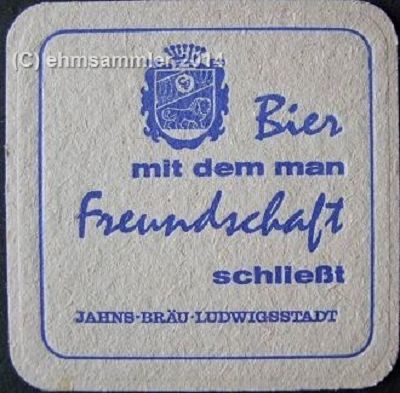 (C) ehmsammler 2014
Bier
mit dem man
Freundschaft
schließt
JAHNS-BRÄU-LUDWIGSSTADT